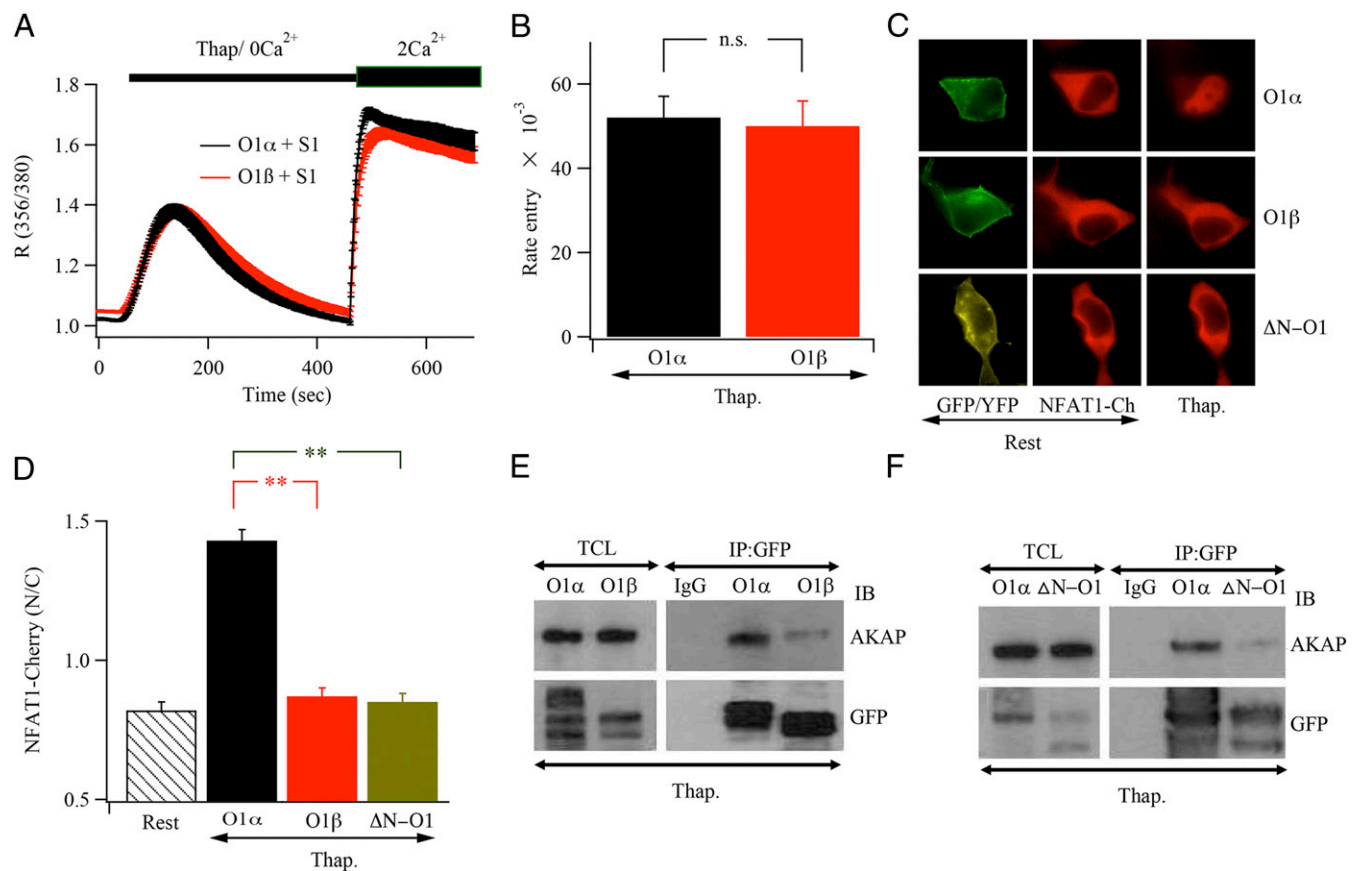 A
Thap/ 0Ca²⁺ 2Ca²⁺
R (356/380)
1.8
1.6
1.4
1.2
1.0
O1α + S1
O1ß + S1
0 200 400 600
Time (sec)
B
n.s.
Rate entry × 10⁻³
60
40
20
0
O1α O1β
Thap.
C
O1α
O1β
ΔN–O1
GFP/YFP NFAT1-Ch Thap.
Rest
D
**
**
NFAT1-Cherry (N/C)
1.5
1.0
0.5
Rest O1α O1β ΔN–O1
Thap.
E
TCL IP:GFP
O1α O1β IgG O1α O1β IB
AKAP
GFP
Thap.
F
TCL IP:GFP
O1α ΔN–O1 IgG O1α ΔN–O1 IB
AKAP
GFP
Thap.